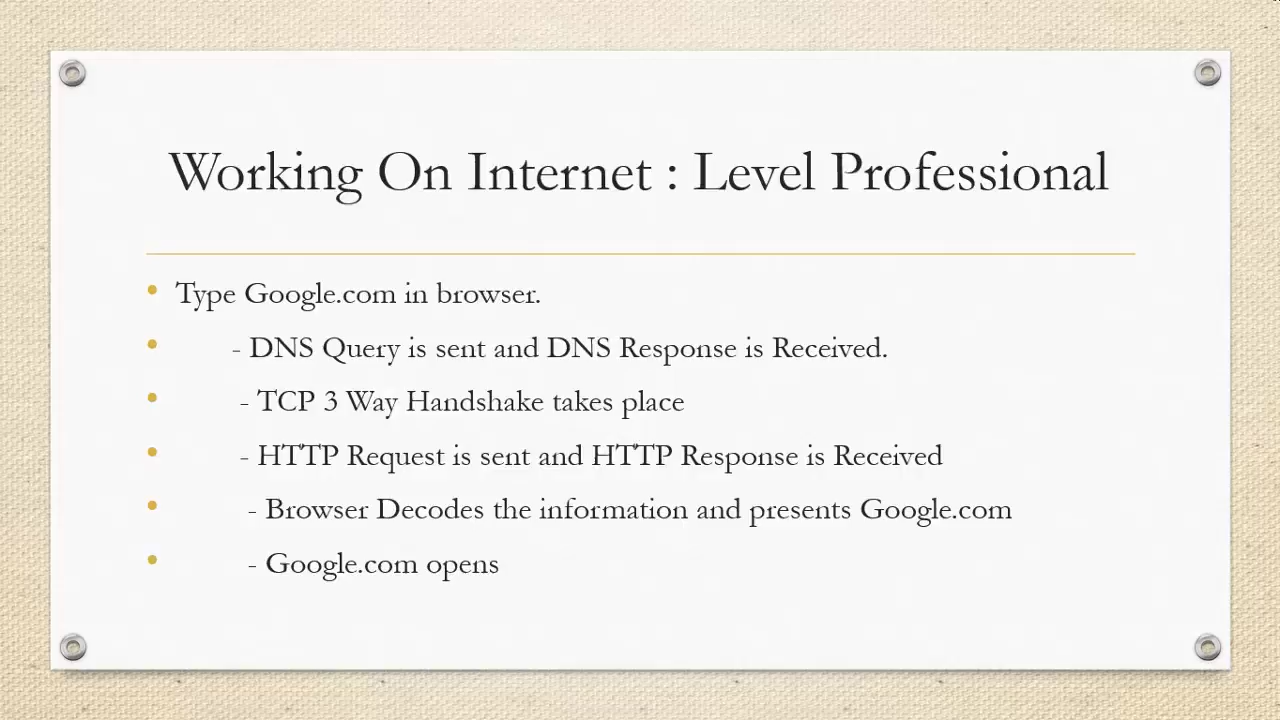 Working On Internet : Level Professional
• Type Google.com in browser.
• - DNS Query is sent and DNS Response is Received.
• - TCP 3 Way Handshake takes place
• - HTTP Request is sent and HTTP Response is Received
• - Browser Decodes the information and presents Google.com
• - Google.com opens